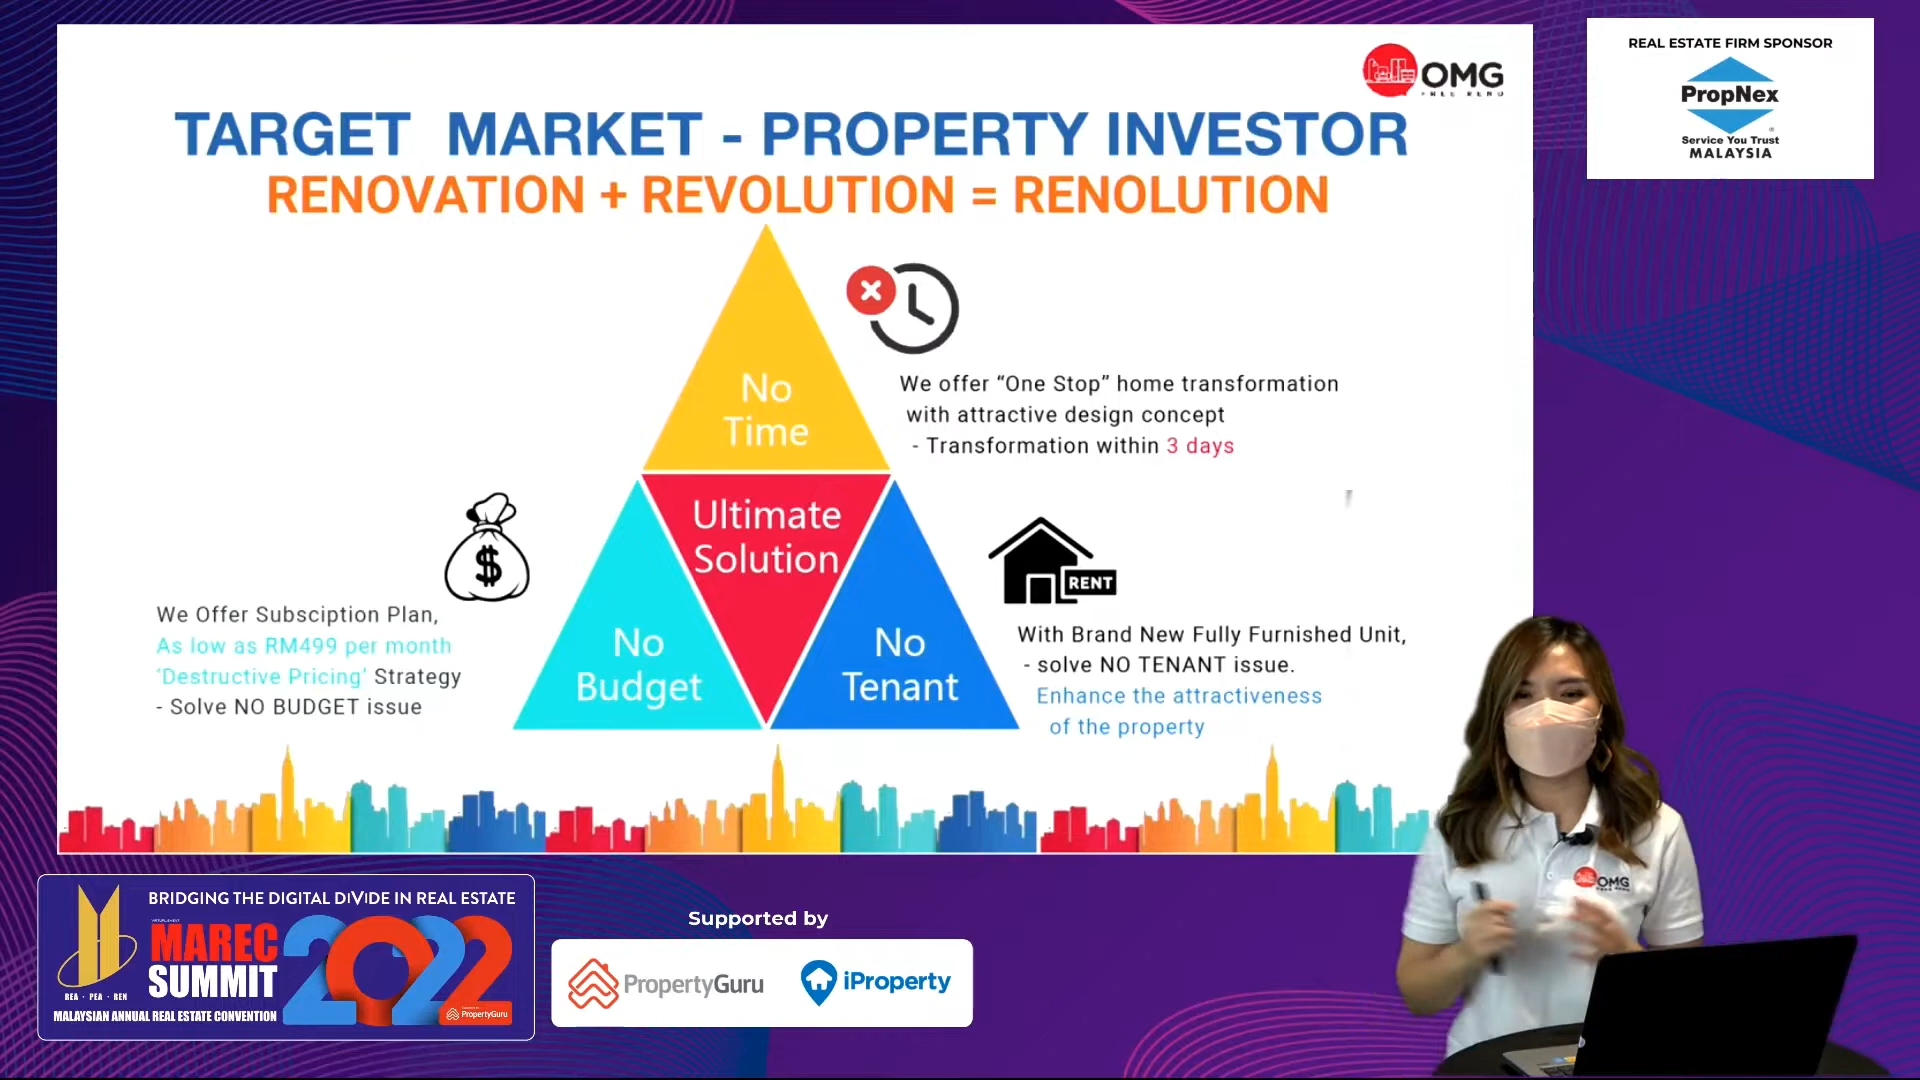 OMG
FREE RENO
TARGET MARKET - PROPERTY INVESTOR
RENOVATION + REVOLUTION = RENOLUTION
No
Time
We offer “One Stop” home transformation
with attractive design concept
- Transformation within 3 days
Ultimate
Solution
$
We Offer Subsciption Plan,
As low as RM499 per month
‘Destructive Pricing’ Strategy
- Solve NO BUDGET issue
No
Budget
No
Tenant
RENT
With Brand New Fully Furnished Unit,
- solve NO TENANT issue.
Enhance the attractiveness
of the property
REAL ESTATE FIRM SPONSOR
PropNex
Service You Trust
MALAYSIA
OMG
BRIDGING THE DIGITAL DIVIDE IN REAL ESTATE
MAREC
SUMMIT
2022
REA · PEA · REN
MALAYSIAN ANNUAL REAL ESTATE CONVENTION
PropertyGuru
Supported by
PropertyGuru
iProperty